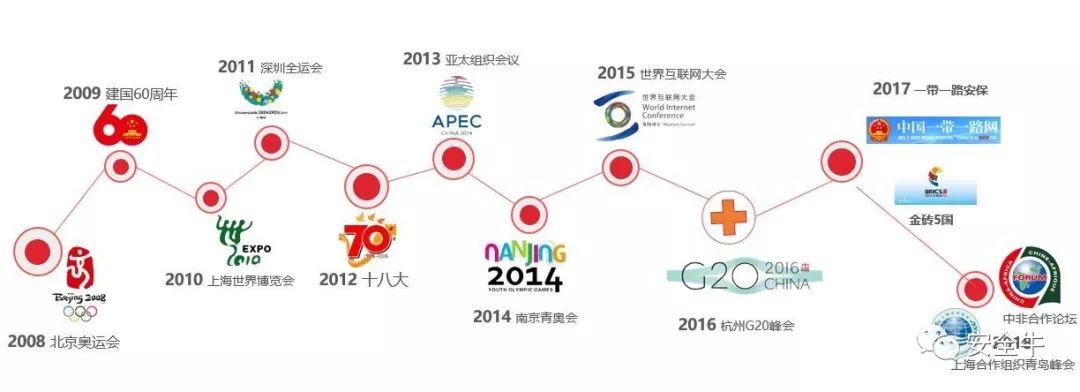 2008 北京奥运会
Beijing 2008
2009 建国60周年
60
2010 上海世界博览会
EXPO
2010
2011 深圳全运会
Universiade SHENZHEN 2011
2012 十八大
70
2013 亚太组织会议
APEC
CHINA 2014
2014 南京青奥会
NANJING
2014
YOUTH OLYMPIC GAMES
2015 世界互联网大会
世界互联网大会
World Internet
Conference
2016 杭州G20峰会
G20 2016
CHINA
2017 一带一路安保
中国一带一路网
BRICS
金砖5国
CHINA-AFRICA
CHINE-AFRIQUE
FORUM
中非合作论坛
2018
上海合作组织青岛峰会
安全牛